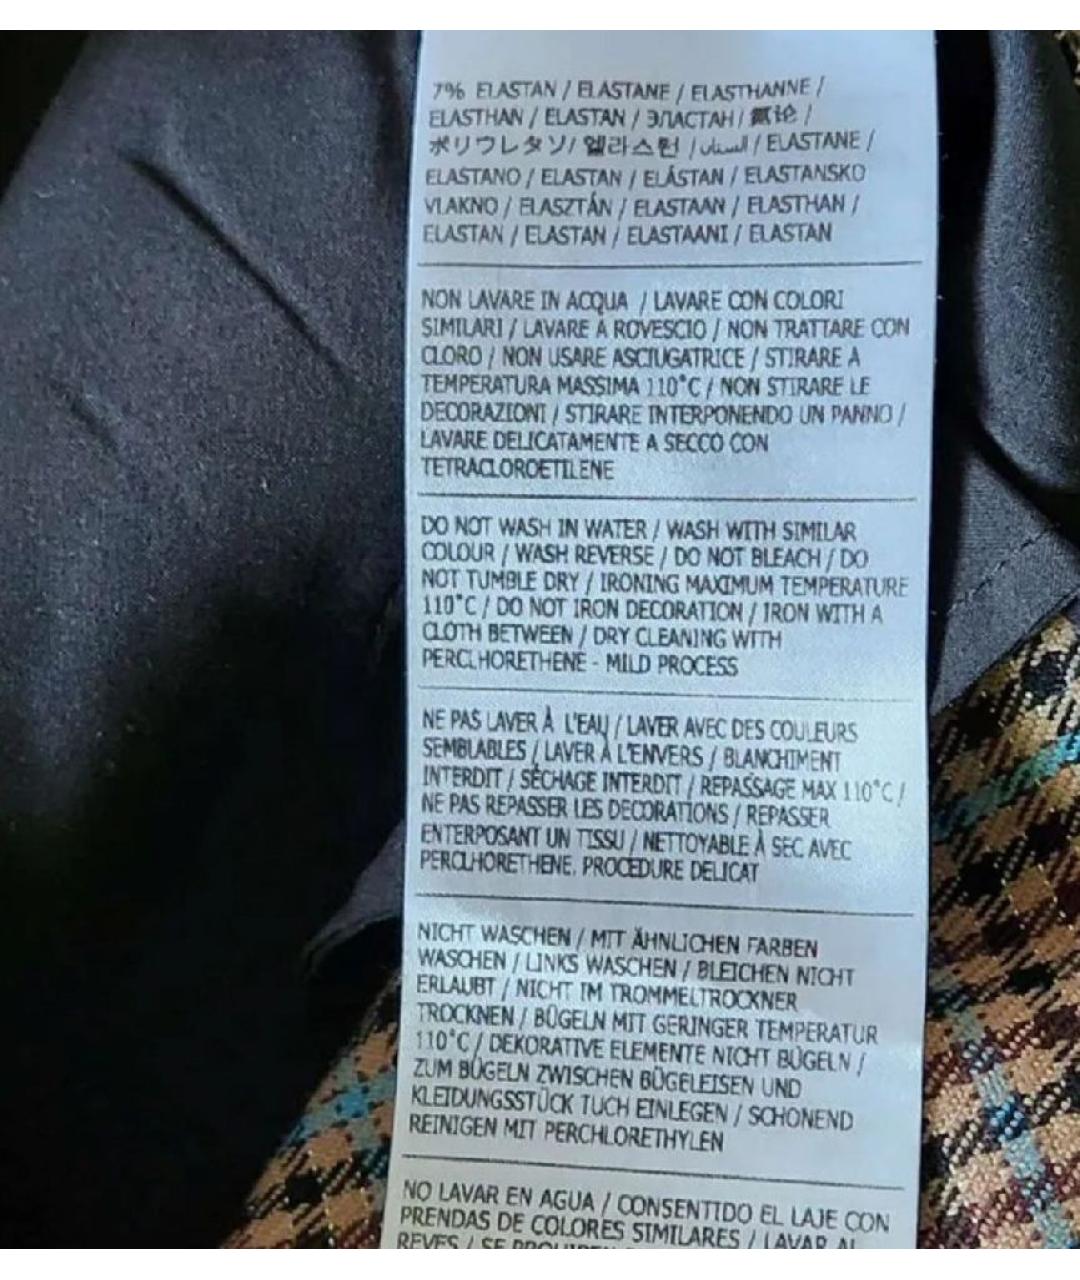 7% ELASTAN / ELASTANE / ELASTHANNE /
ELASTHAN / ELASTAN / ЭЛАСТАН / 氨纶 /
ポリウレタン/ 엘라스턴 / الستان / ELASTANE /
ELASTANO / ELASTAN / ELÁSTAN / ELASTANSKO
VLAKNO / ELASZTÁN / ELASTAAN / ELASTHAN /
ELASTAN / ELASTAN / ELASTAANI / ELASTAN
NON LAVARE IN ACQUA / LAVARE CON COLORI
SIMILARI / LAVARE A ROVESCIO / NON TRATTARE CON
CLORO / NON USARE ASCIUGATRICE / STIRARE A
TEMPERATURA MASSIMA 110°C / NON STIRARE LE
DECORAZIONI / STIRARE INTERPONENDO UN PANNO /
LAVARE DELICATAMENTE A SECCO CON
TETRACLOROETILENE
DO NOT WASH IN WATER / WASH WITH SIMILAR
COLOUR / WASH REVERSE / DO NOT BLEACH / DO
NOT TUMBLE DRY / IRONING MAXIMUM TEMPERATURE
110°C / DO NOT IRON DECORATION / IRON WITH A
CLOTH BETWEEN / DRY CLEANING WITH
PERCLHORETHENE - MILD PROCESS
NE PAS LAVER À L'EAU / LAVER AVEC DES COULEURS
SEMBLABLES / LAVER À L'ENVERS / BLANCHIMENT
INTERDIT / SÉCHAGE INTERDIT / REPASSAGE MAX 110°C /
NE PAS REPASSER LES DECORATIONS / REPASSER
ENTERPOSANT UN TISSU / NETTOYABLE À SEC AVEC
PERCLHORETHENE. PROCEDURE DELICAT
NICHT WASCHEN / MIT ÄHNLICHEN FARBEN
WASCHEN / LINKS WASCHEN / BLEICHEN NICHT
ERLAUBT / NICHT IM TROMMELTROCKNER
TROCKNEN / BÜGELN MIT GERINGER TEMPERATUR
110°C / DEKORATIVE ELEMENTE NICHT BÜGELN /
ZUM BÜGELN ZWISCHEN BÜGELEISEN UND
KLEIDUNGSSTÜCK TUCH EINLEGEN / SCHONEND
REINIGEN MIT PERCHLORETHYLEN
NO LAVAR EN AGUA / CONSENTIDO EL LAJE CON
PRENDAS DE COLORES SIMILARES / LAVAR AL
REVES / SE